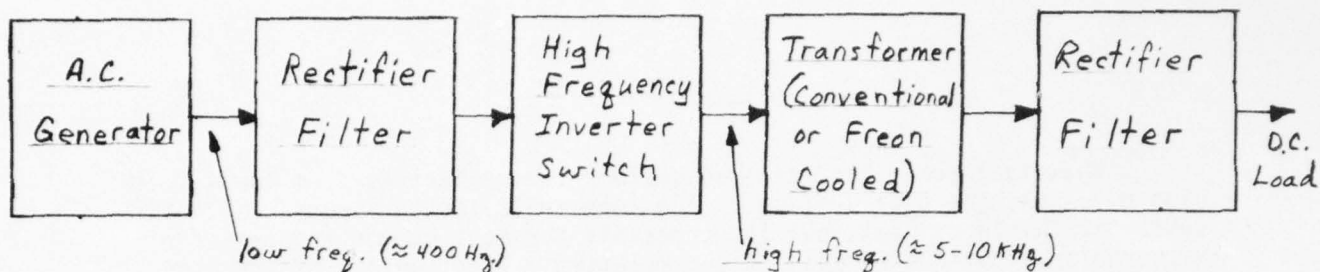 A.C.
Generator
Rectifier
Filter
High
Frequency
Inverter
Switch
Transformer
(Conventional
or Freon
Cooled)
Rectifier
Filter
D.C.
Load
low freq. (≈ 400 Hz.)
high freq. (≈ 5-10 KHz)